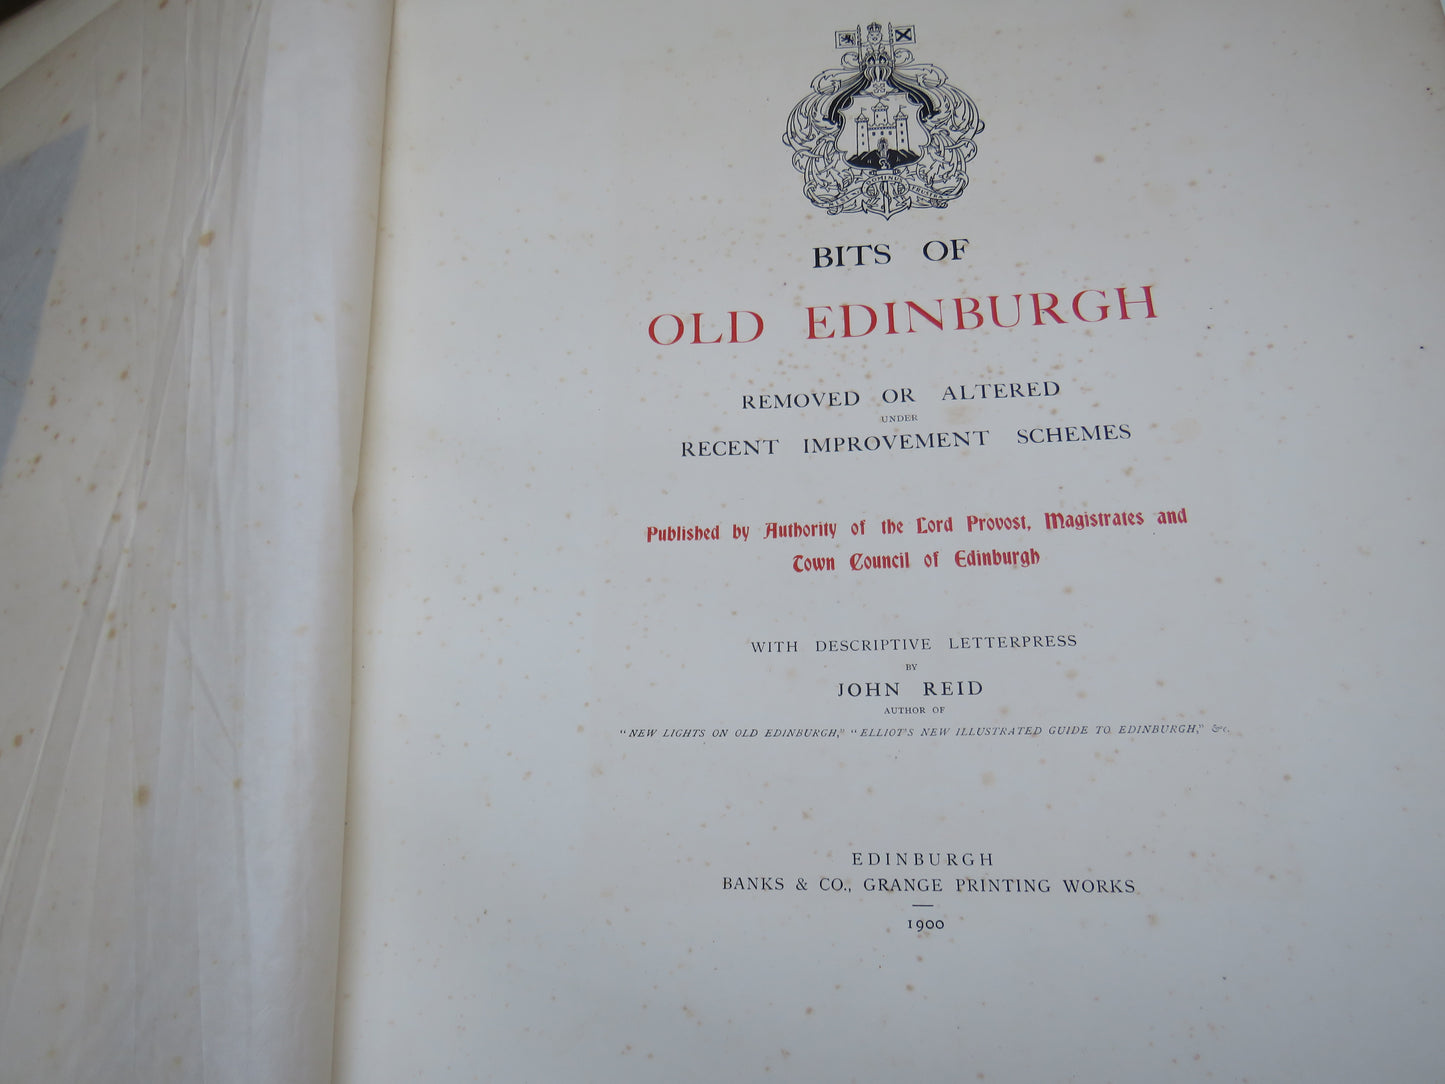 DOMINUS FRUSTRA
BITS OF
OLD EDINBURGH
REMOVED OR ALTERED
UNDER
RECENT IMPROVEMENT SCHEMES
Published by Authority of the Lord Provost, Magistrates and
Town Council of Edinburgh
WITH DESCRIPTIVE LETTERPRESS
BY
JOHN REID
AUTHOR OF
"NEW LIGHTS ON OLD EDINBURGH," "ELLIOT'S NEW ILLUSTRATED GUIDE TO EDINBURGH," &c.
EDINBURGH
BANKS & CO., GRANGE PRINTING WORKS
1900